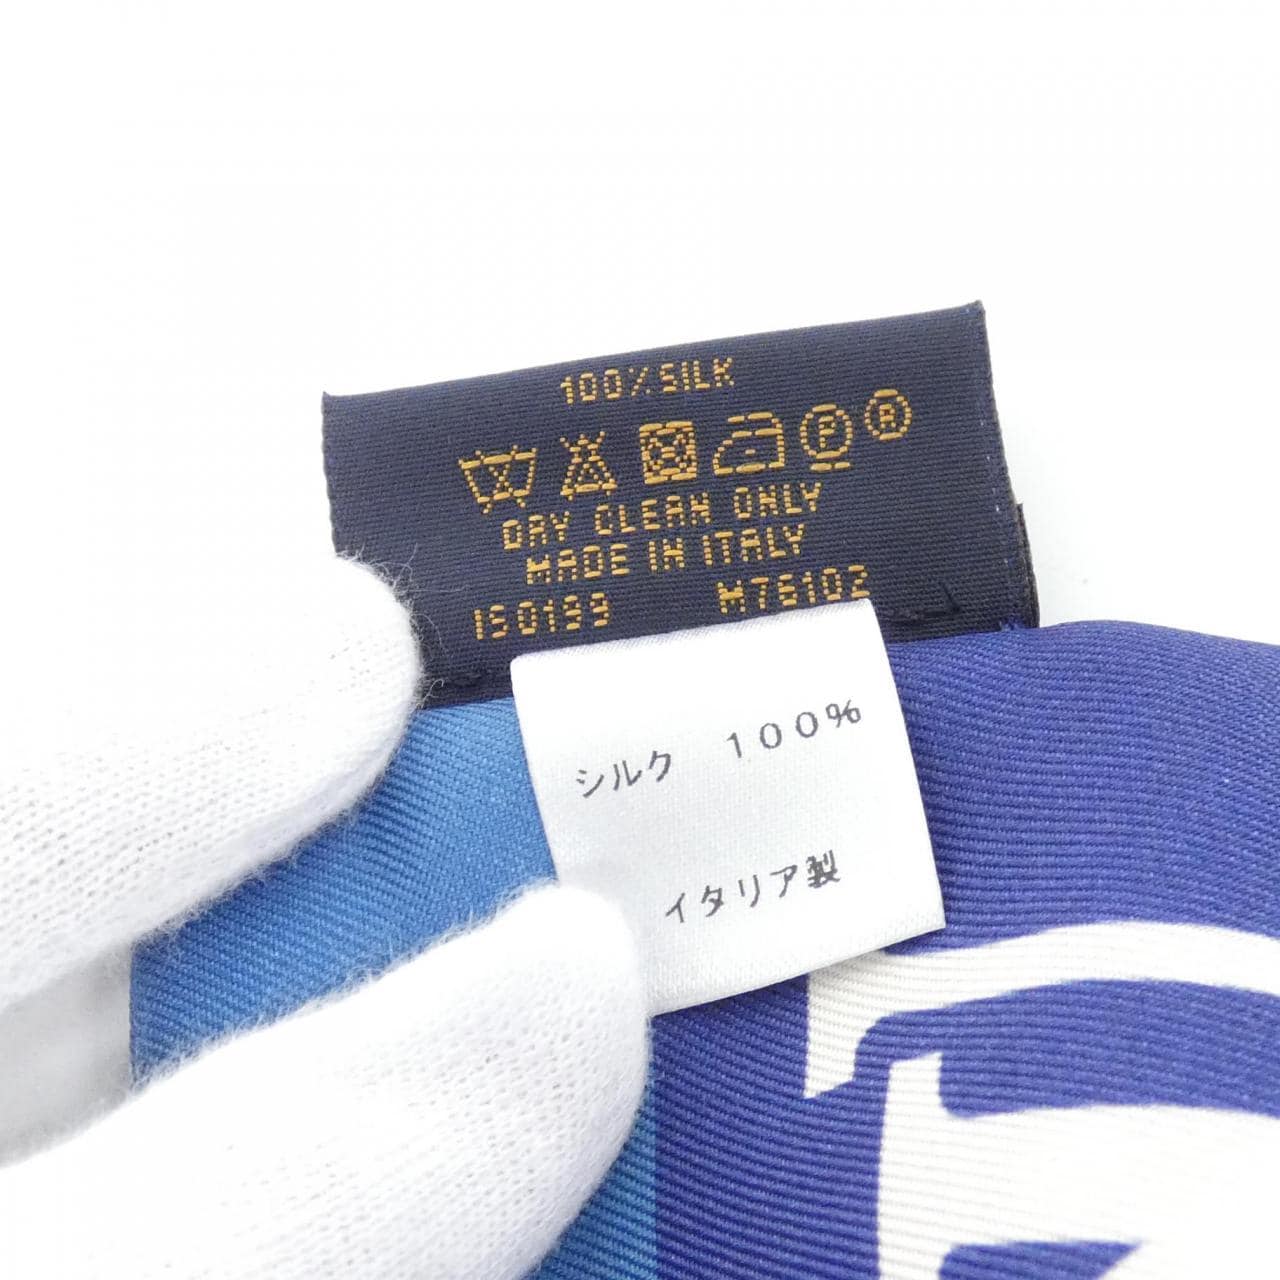 100% SILK
P R
DRY CLEAN ONLY
MADE IN ITALY
IS0199 M76102
シルク 100%
イタリア製